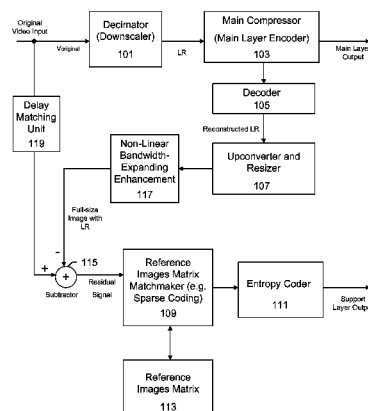 Original
Video Input
Voriginal
Decimator
(Downscaler)
101
LR
Main Compressor
(Main Layer Encoder)
103
Main Layer
Output
Decoder
105
Delay
Matching
Unit
119
Reconstructed LR
Non-Linear
Bandwidth-
Expanding
Enhancement
117
Upconverter and
Resizer
107
Full-size
Image with
LR
-
+
115
+
Subtractor
Residual
Signal
Reference
Images Matrix
Matchmaker (e.g.
Sparse Coding)
109
Entropy Coder
111
Support
Layer Output
Reference
Images Matrix
113